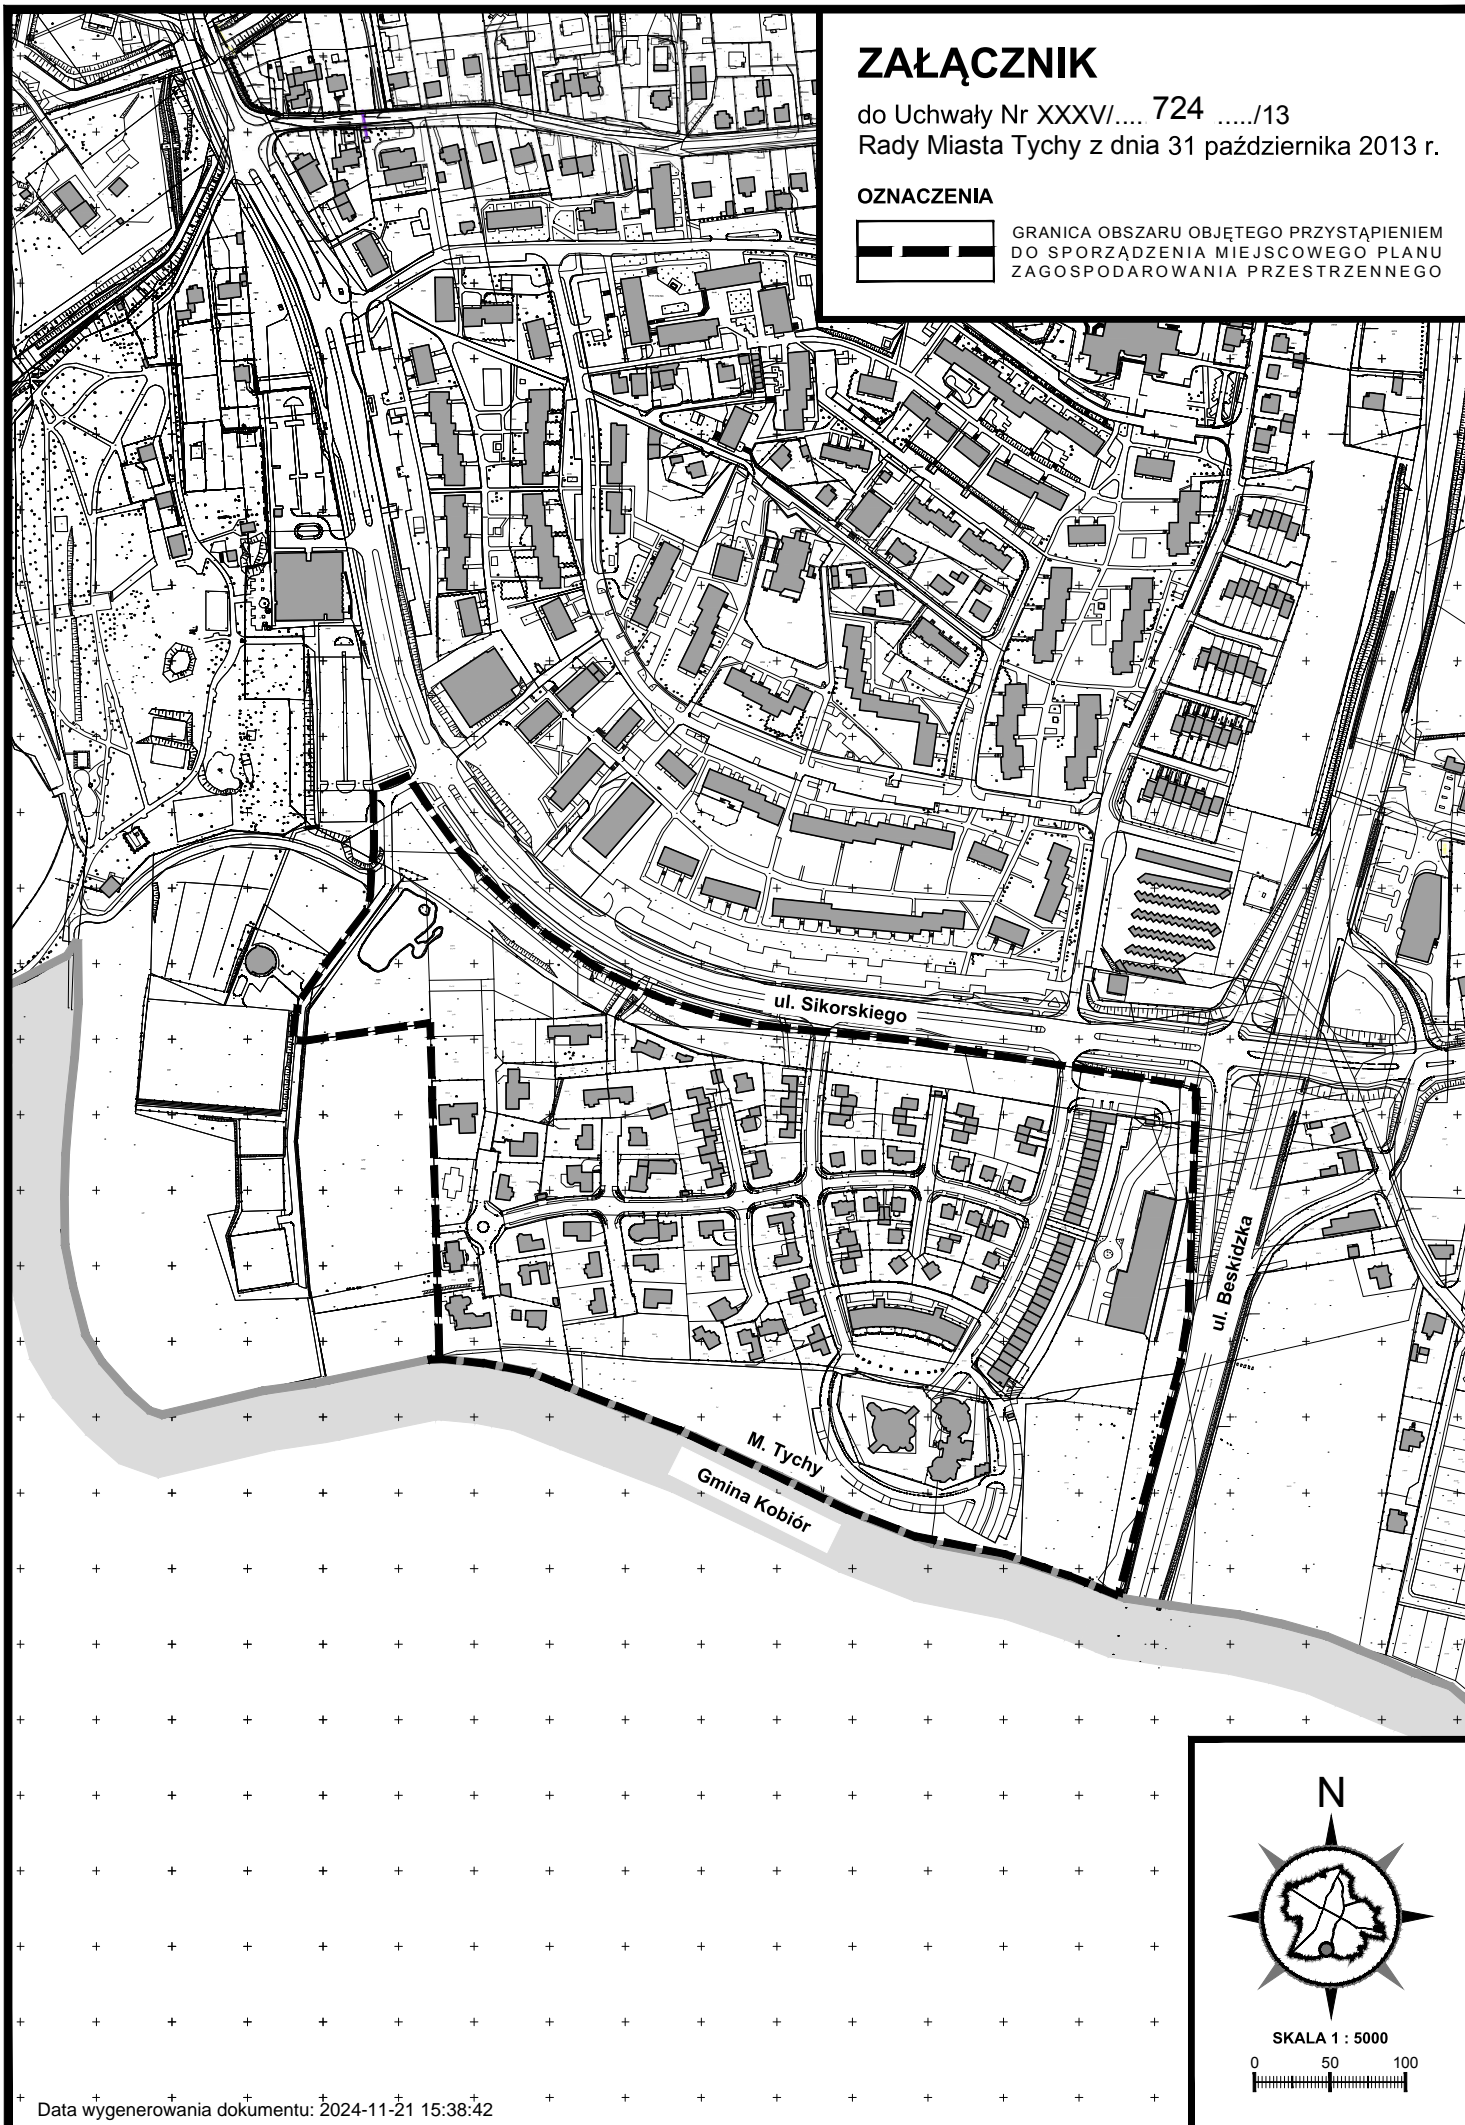 ZAŁĄCZNIK
do Uchwały Nr XXXV/.... 724 ...../13
Rady Miasta Tychy z dnia 31 października 2013 r.
OZNACZENIA
GRANICA OBSZARU OBJĘTEGO PRZYSTĄPIENIEM
DO SPORZĄDZENIA MIEJSCOWEGO PLANU
ZAGOSPODAROWANIA PRZESTRZENNEGO
ul. Sikorskiego
ul. Beskidzka
M. Tychy
Gmina Kobiór
N
SKALA 1 : 5000
0 50 100
Data wygenerowania dokumentu: 2024-11-21 15:38:42